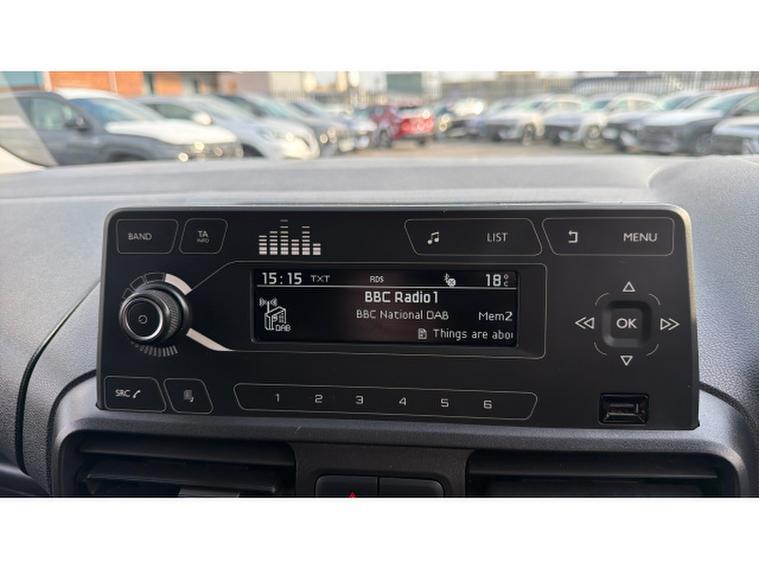 BAND
TA
INFO
LIST
MENU
15:15 TXT RDS 18°C
BBC Radio1
BBC National DAB Mem2
DAB
Things are abou
OK
SRC
1 2 3 4 5 6